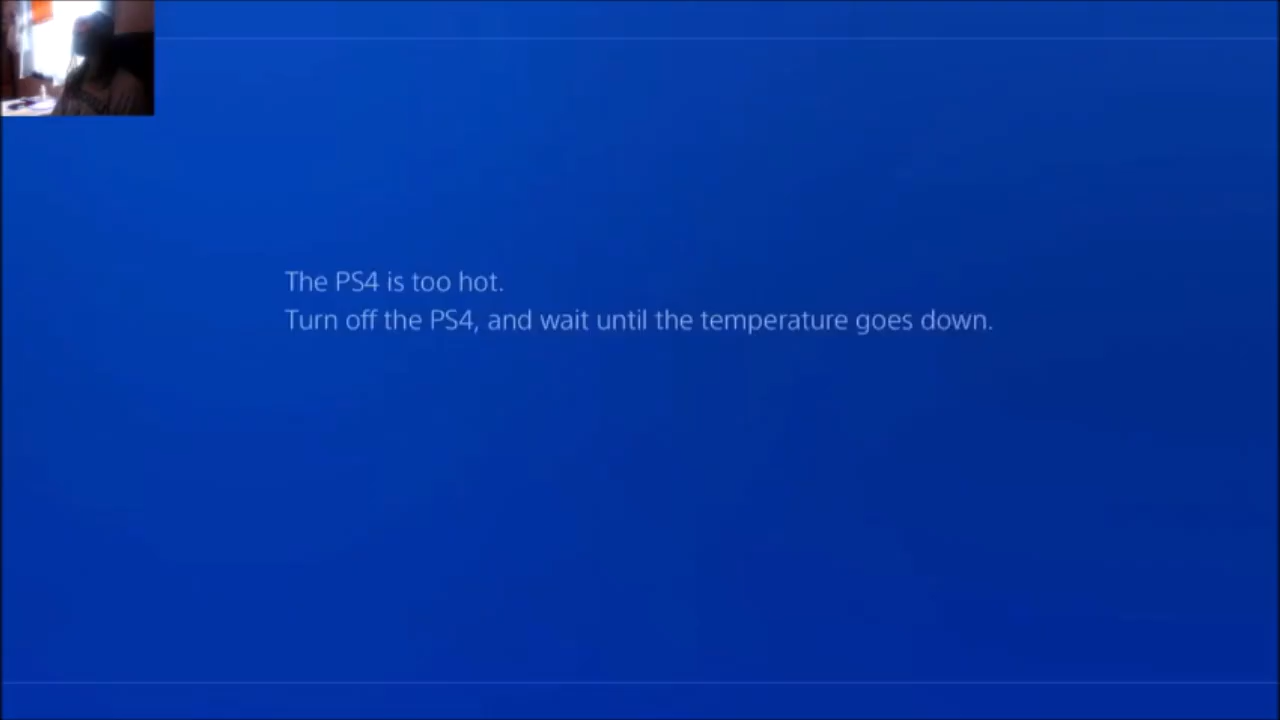 The PS4 is too hot.
Turn off the PS4, and wait until the temperature goes down.